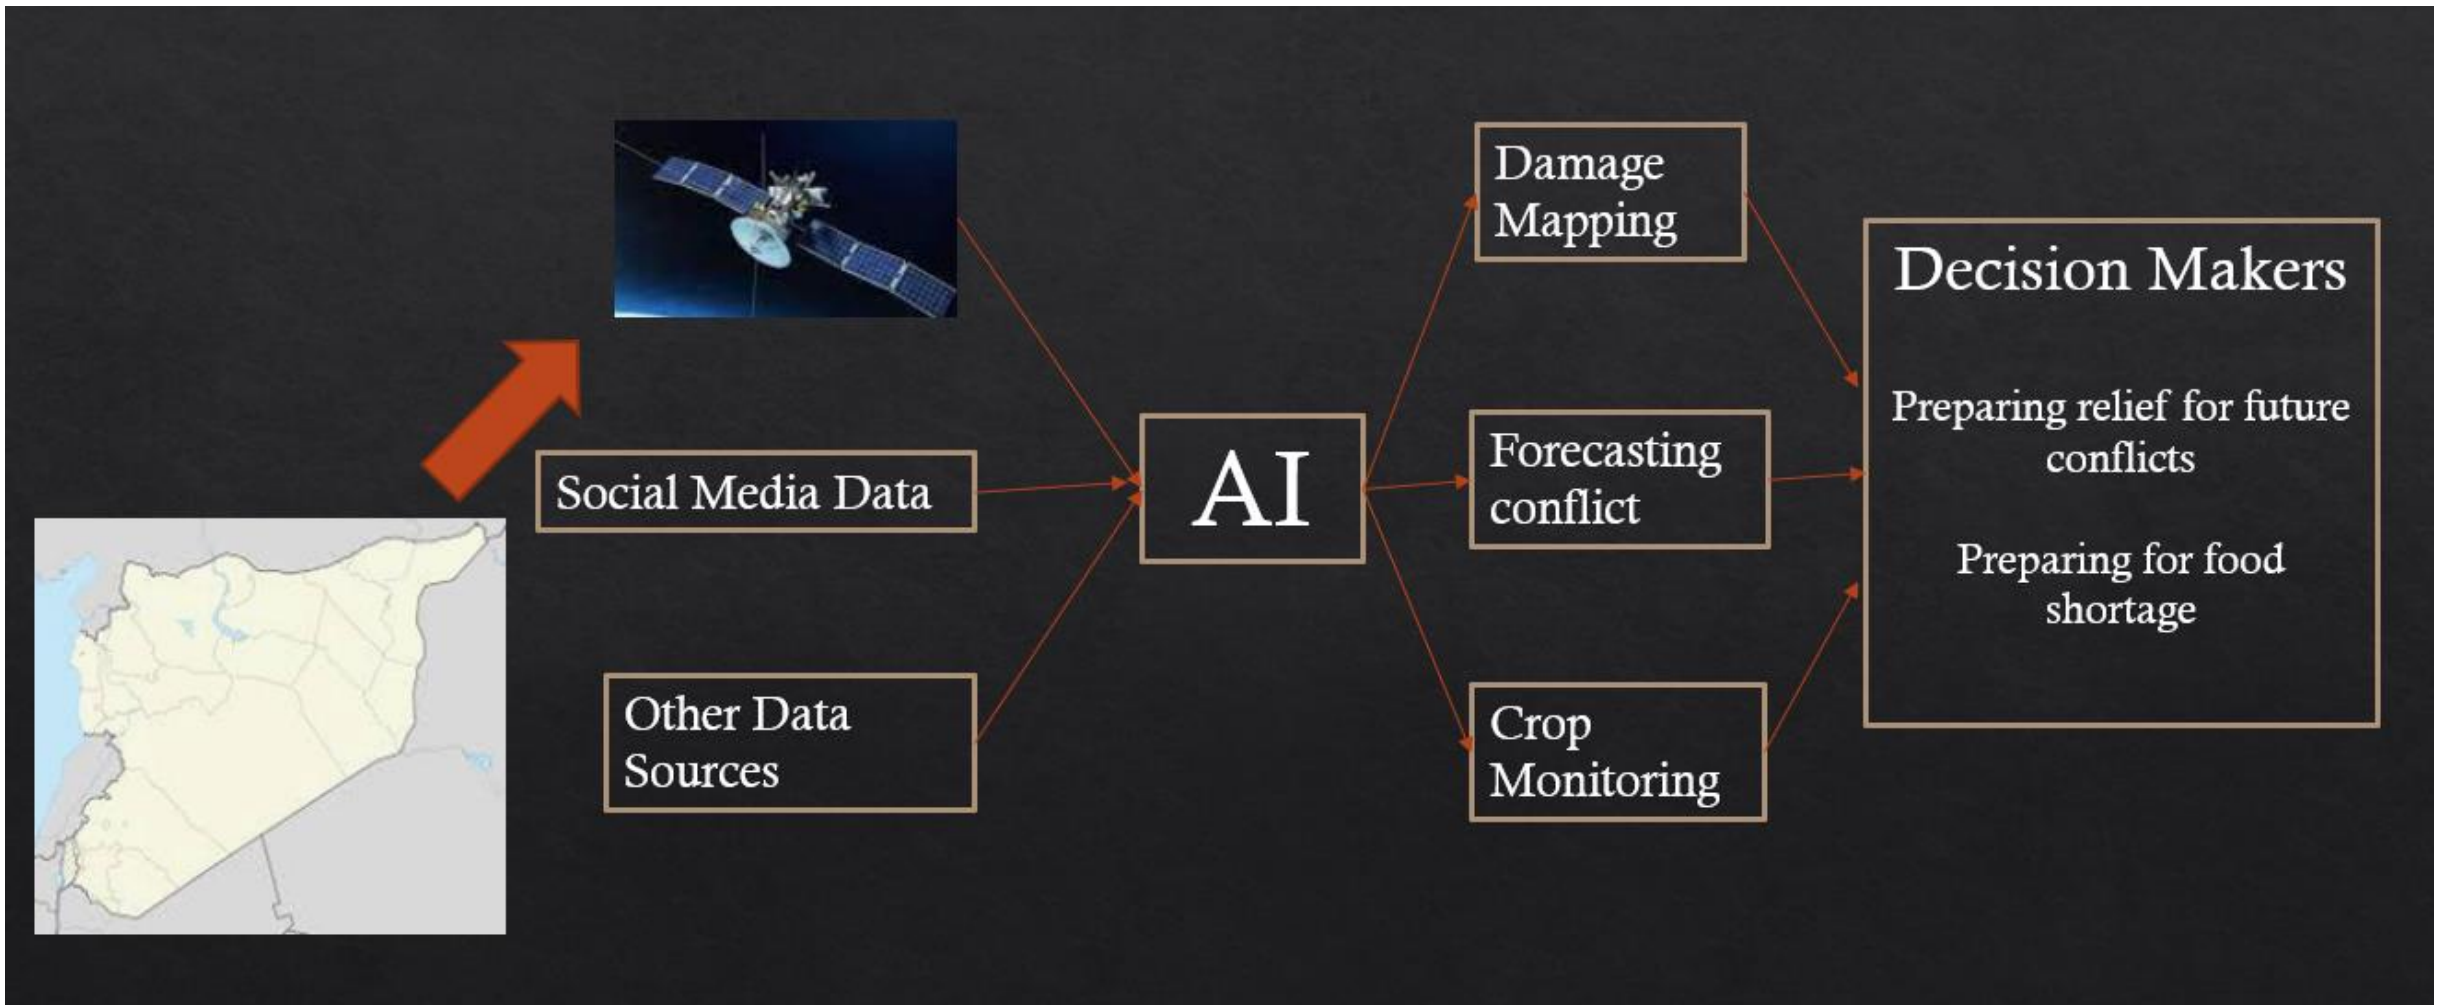 Social Media Data
Other Data
Sources
AI
Damage
Mapping
Forecasting
conflict
Crop
Monitoring
Decision Makers
Preparing relief for future
conflicts
Preparing for food
shortage